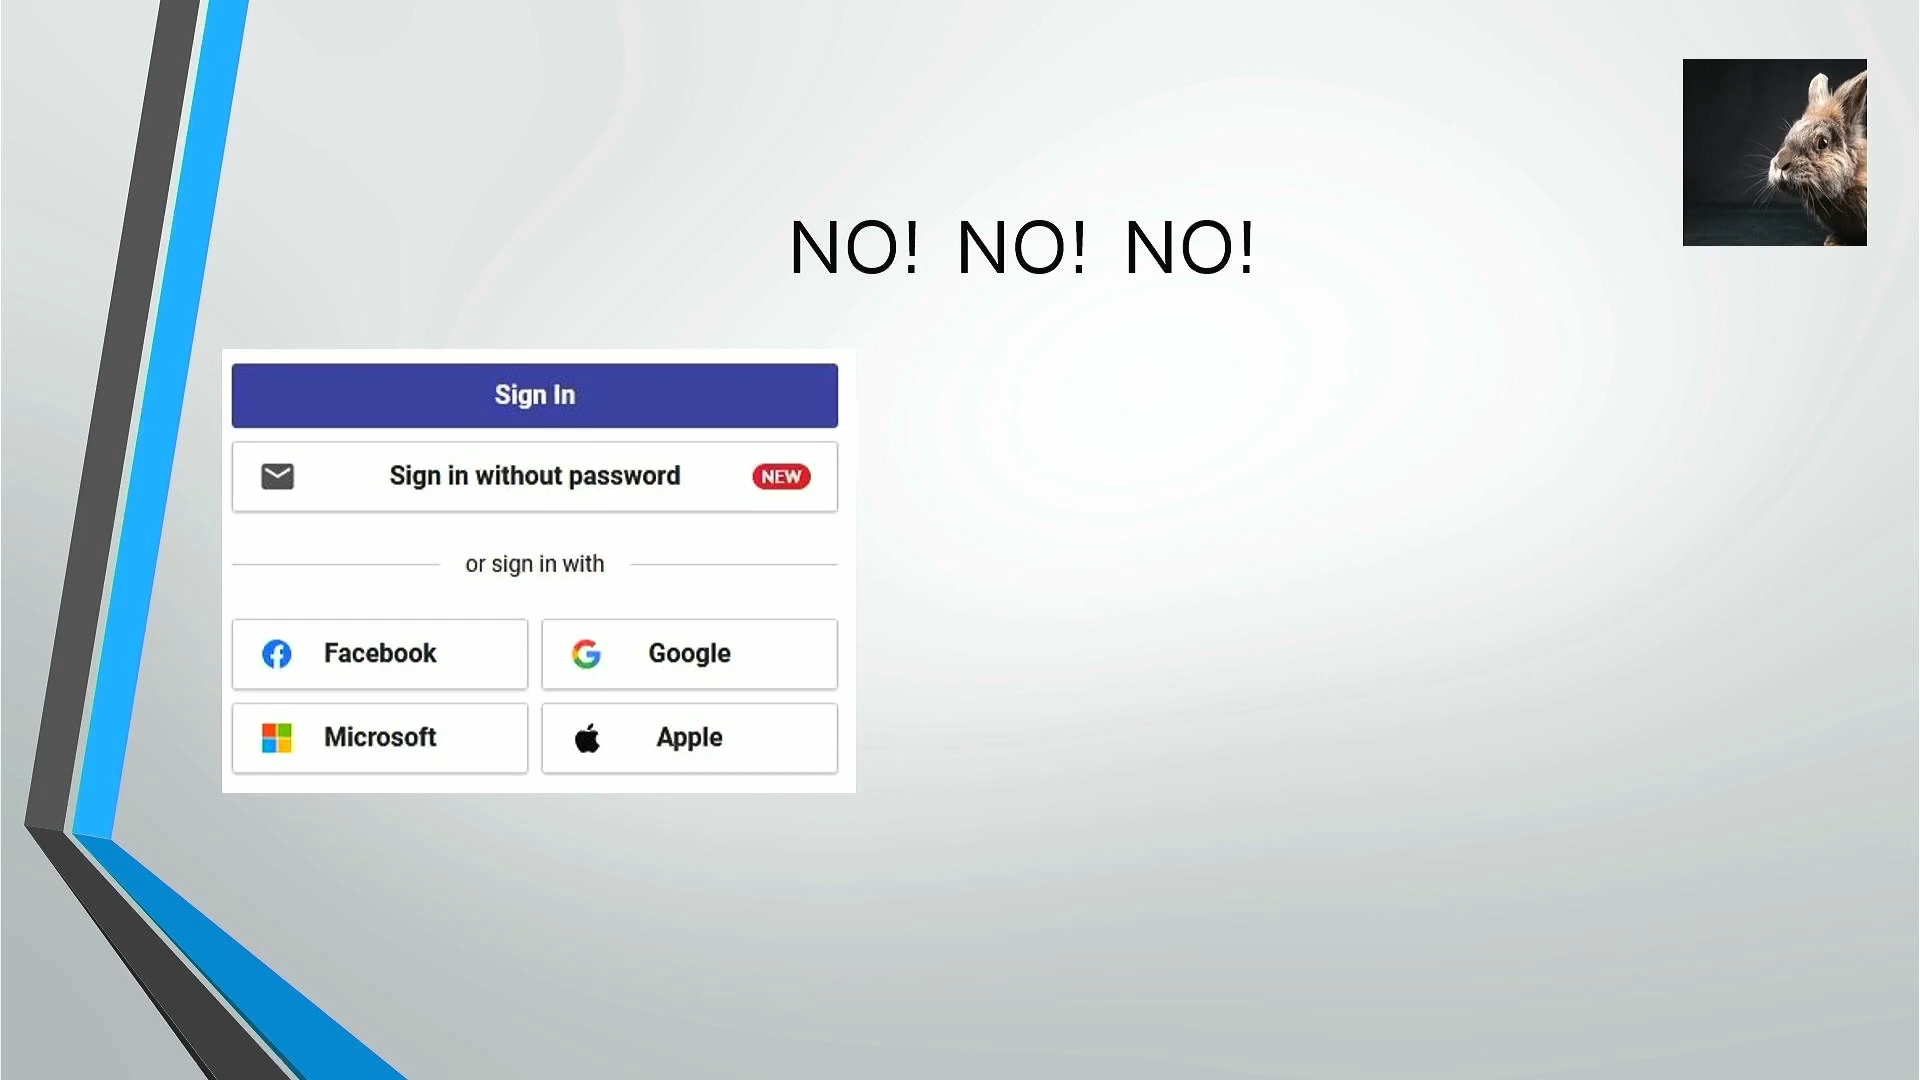 NO! NO! NO!
Sign In
Sign in without password NEW
or sign in with
Facebook Google
Microsoft Apple